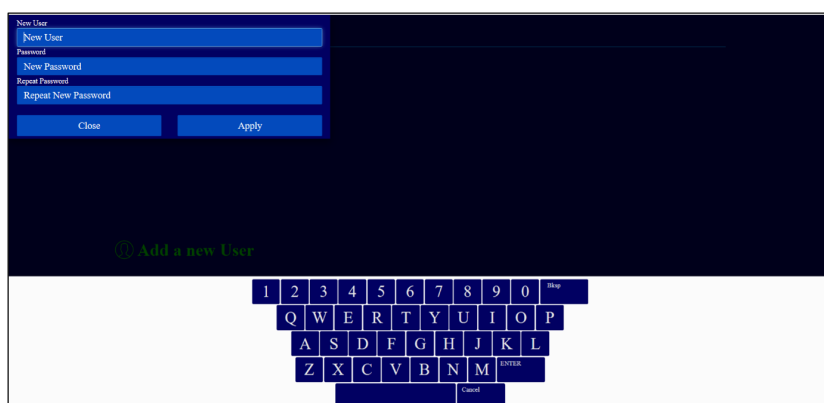 New User
New User
Password
New Password
Repeat Password
Repeat New Password
Close Apply
Add a new User
1 2 3 4 5 6 7 8 9 0 Bksp
Q W E R T Y U I O P
A S D F G H J K L
Z X C V B N M ENTER
Cancel